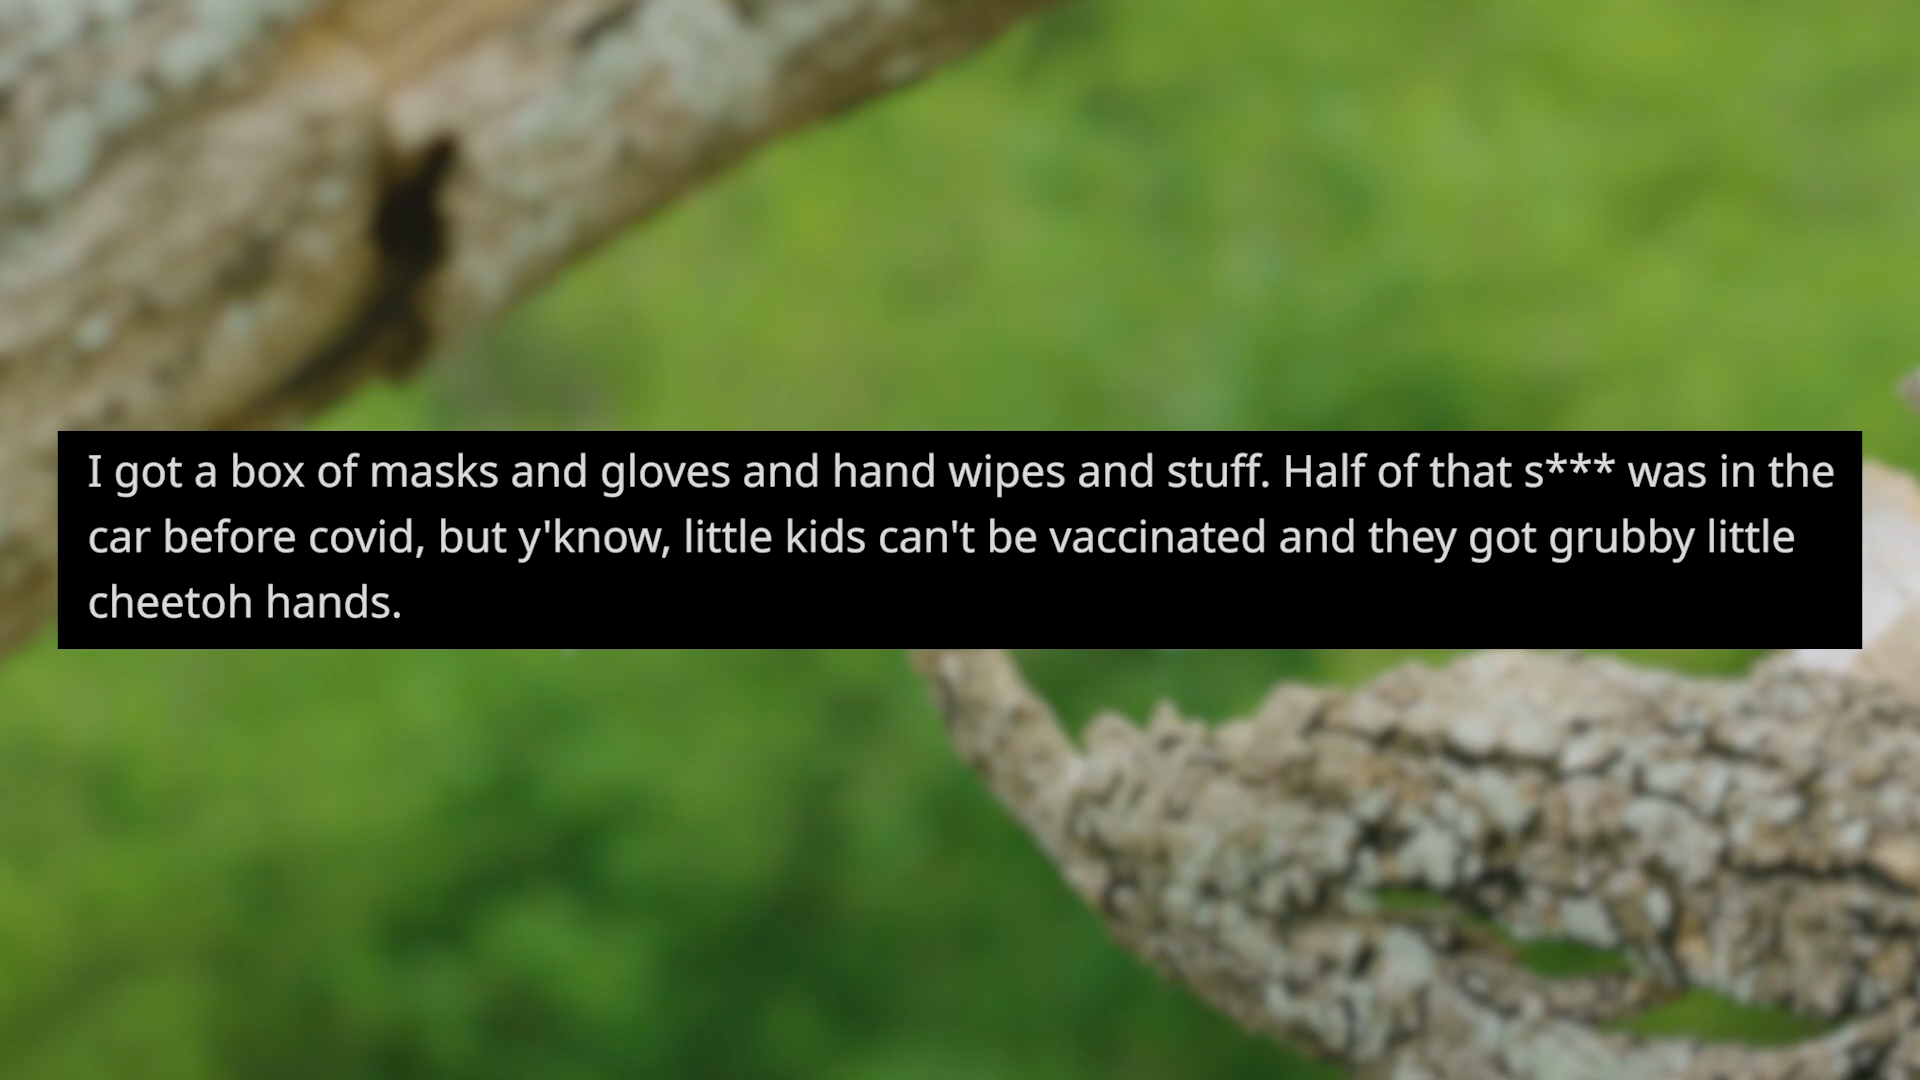 I got a box of masks and gloves and hand wipes and stuff. Half of that s*** was in the
car before covid, but y'know, little kids can't be vaccinated and they got grubby little
cheetoh hands.